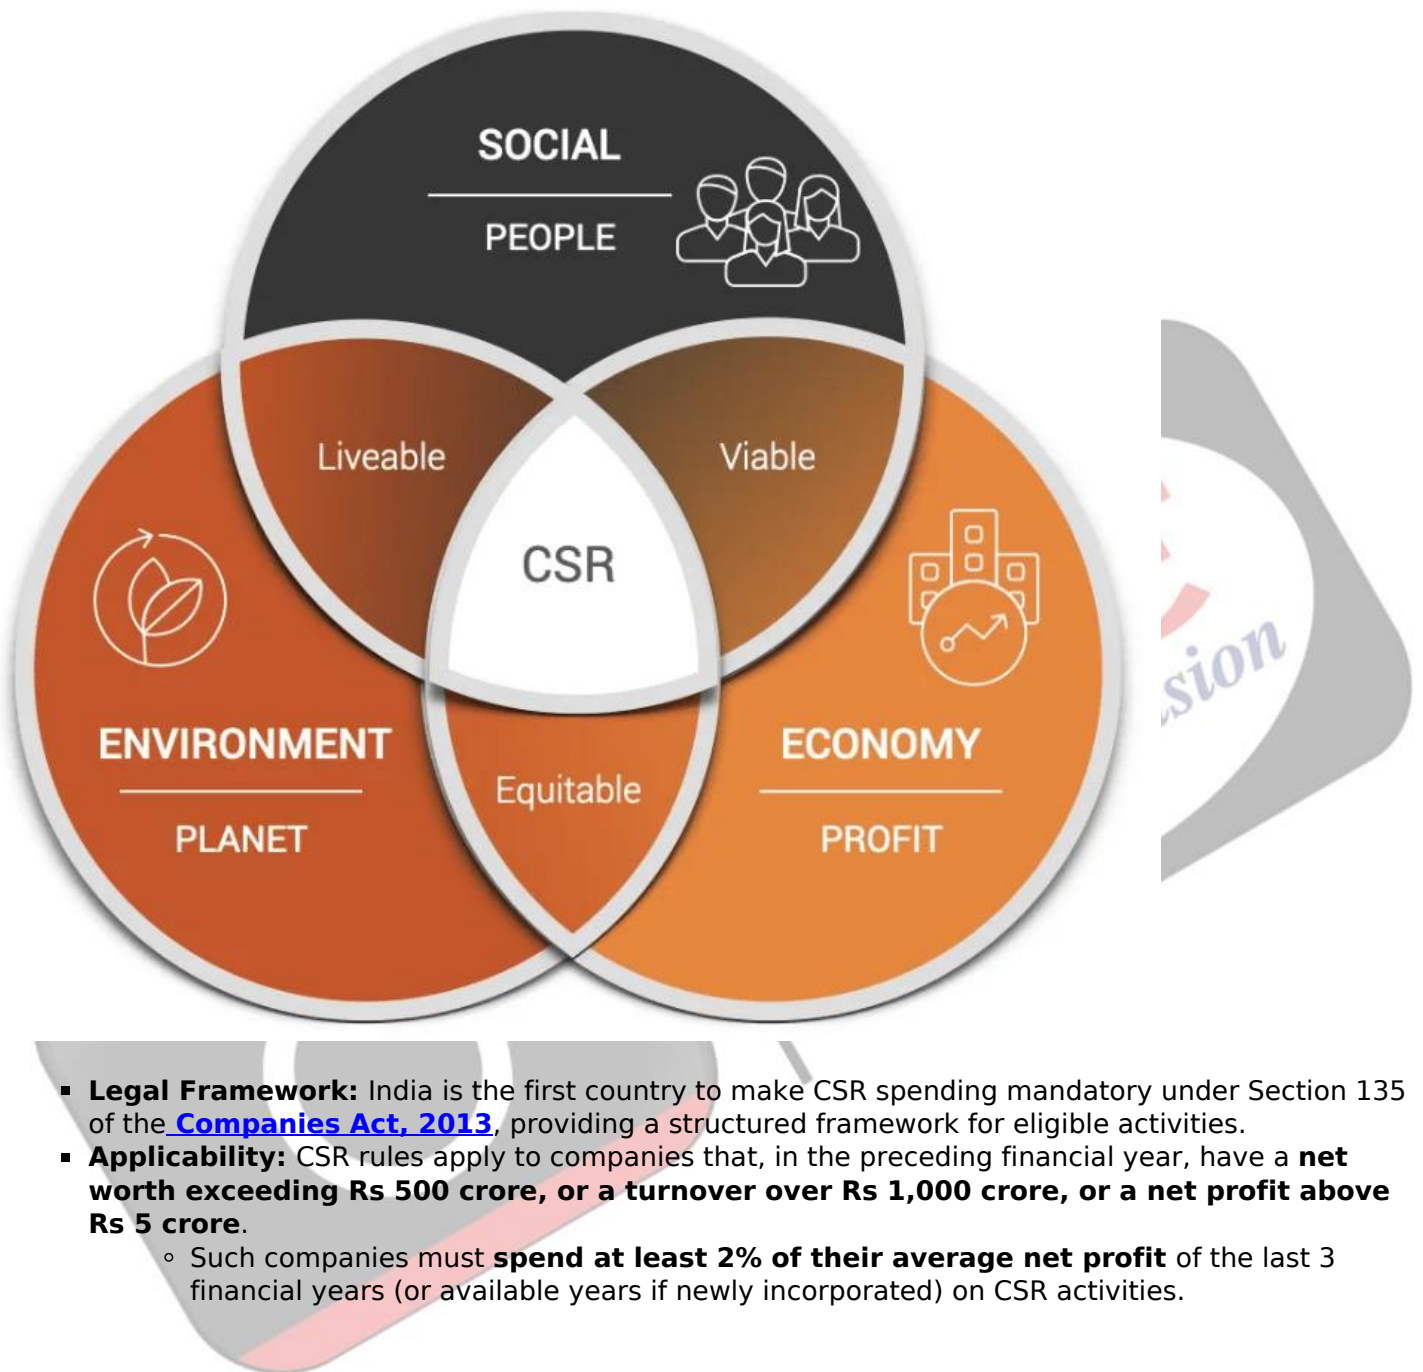 SOCIAL
PEOPLE
Liveable
Viable
CSR
ENVIRONMENT
PLANET
ECONOMY
PROFIT
Equitable
sion
▪ Legal Framework: India is the first country to make CSR spending mandatory under Section 135
of the Companies Act, 2013, providing a structured framework for eligible activities.
▪ Applicability: CSR rules apply to companies that, in the preceding financial year, have a net
worth exceeding Rs 500 crore, or a turnover over Rs 1,000 crore, or a net profit above
Rs 5 crore.
◦ Such companies must spend at least 2% of their average net profit of the last 3
financial years (or available years if newly incorporated) on CSR activities.